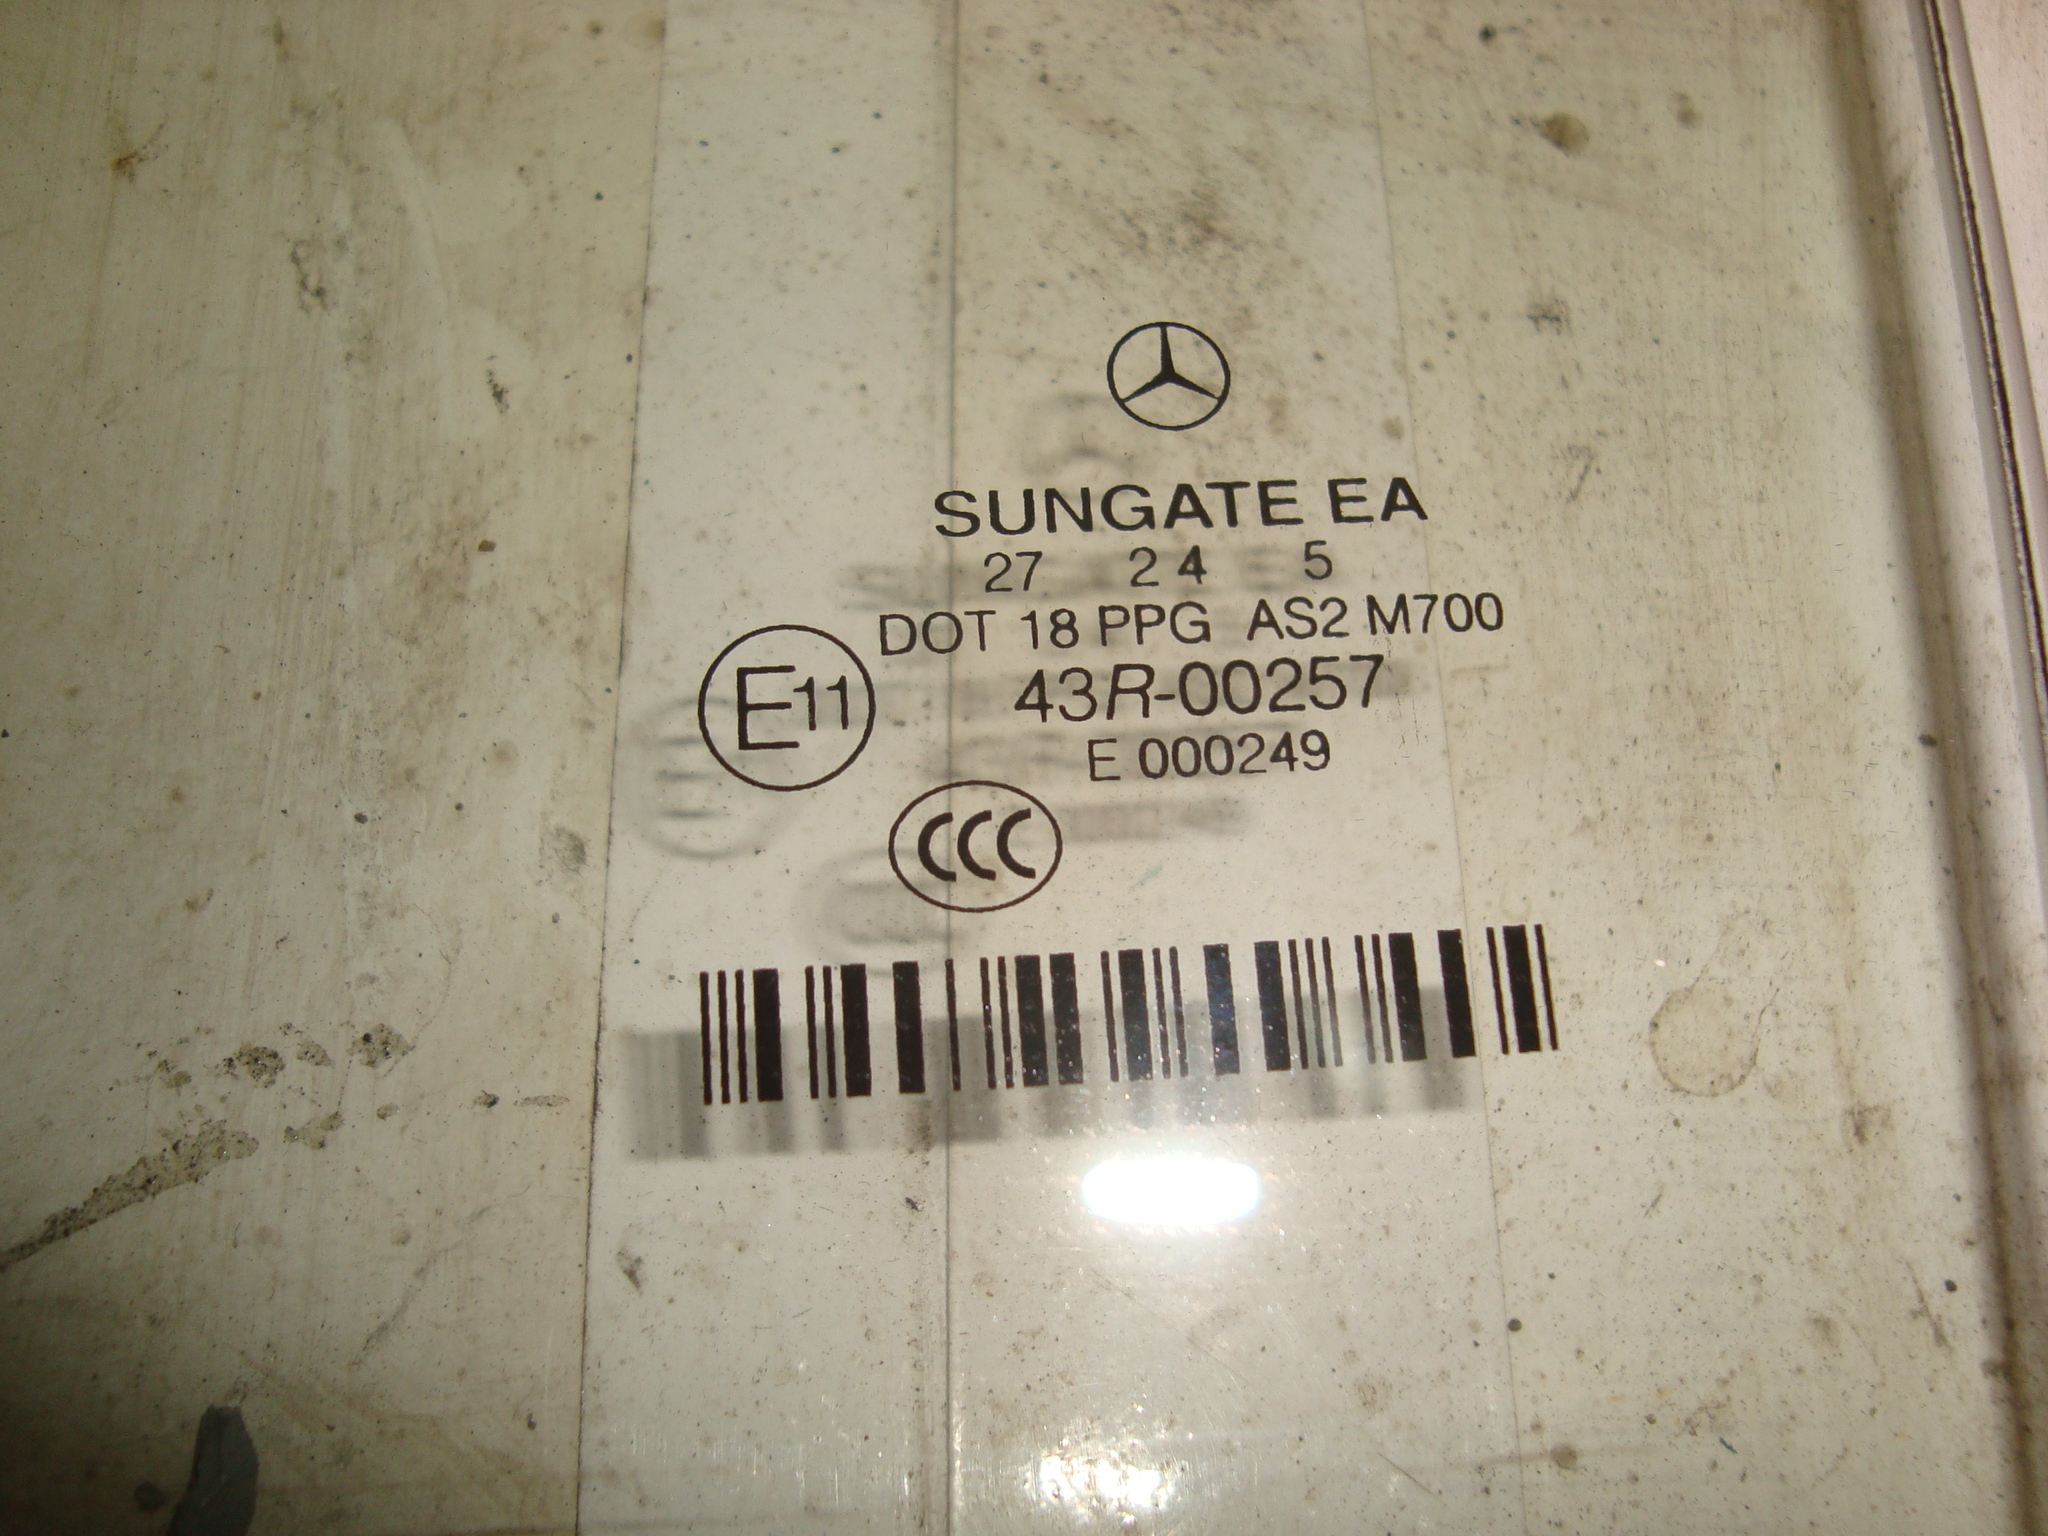 SUNGATE EA
27 2 4 5
DOT 18 PPG AS2 M700
E11
43R-00257
E 000249
CCC